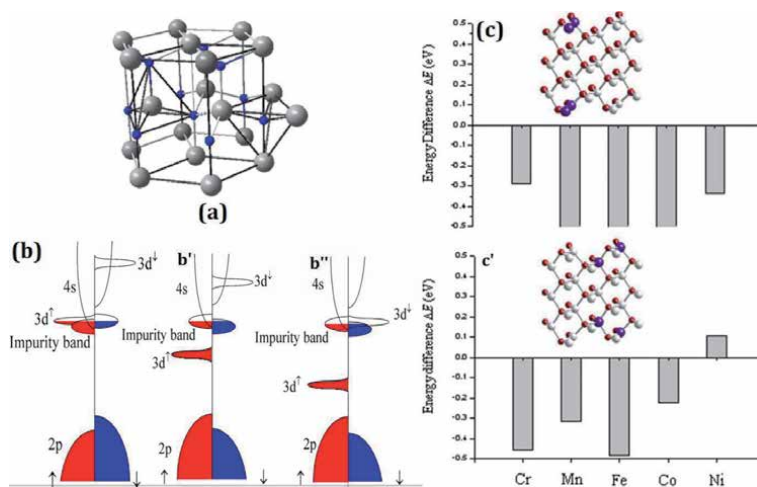 (a)
(b)
4s
3d↓
3d↑
Impurity band
2p
↑
↓
b'
4s
3d↓
Impurity band
3d↑
2p
↑
↓
b''
4s
3d↓
Impurity band
3d↑
2p
↑
↓
(c)
Energy Difference ΔE (eV)
0.5
0.4
0.3
0.2
0.1
0.0
-0.1
-0.2
-0.3
-0.4
-0.5
c'
Energy difference ΔE (eV)
0.5
0.4
0.3
0.2
0.1
0.0
-0.1
-0.2
-0.3
-0.4
-0.5
Cr Mn Fe Co Ni